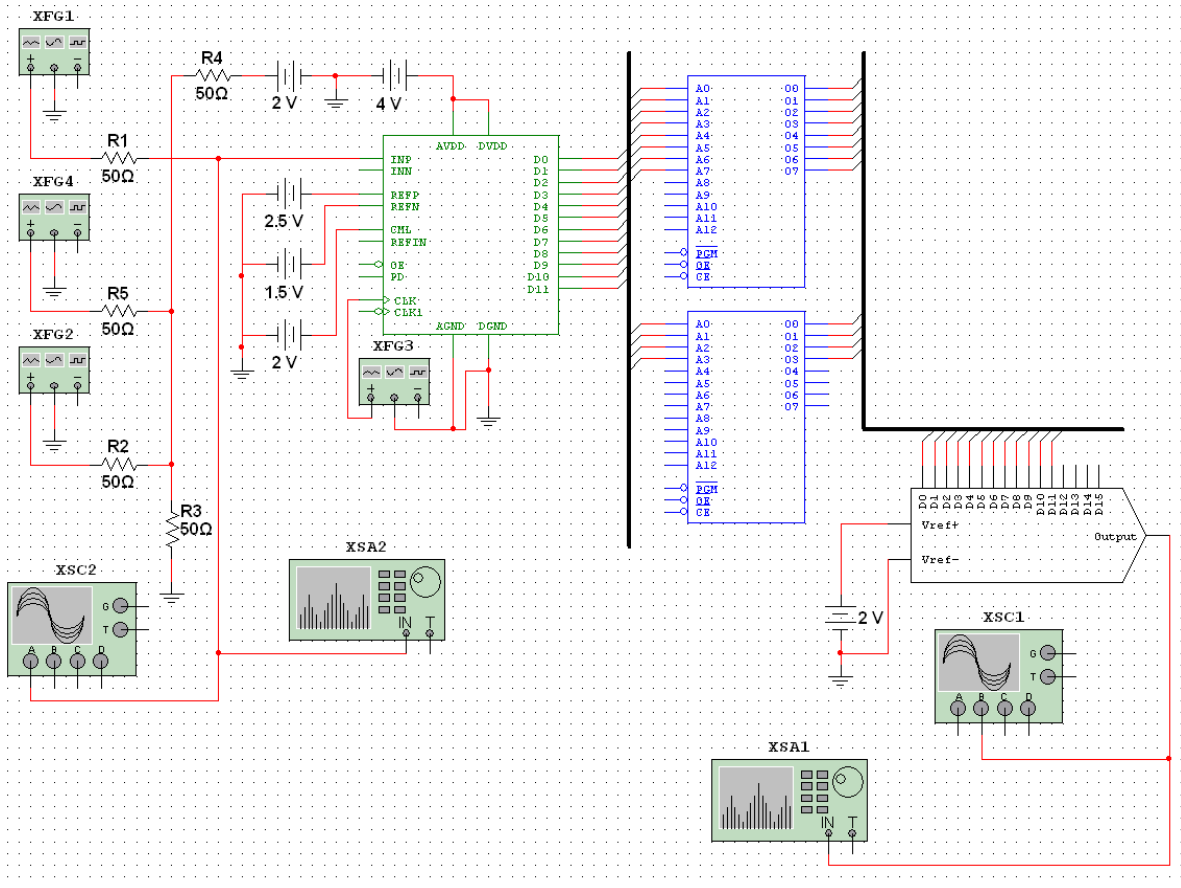 XFG1
R4
50Ω
2 V
4 V
R1
50Ω
XFG4
R5
50Ω
XFG2
R2
50Ω
R3
50Ω
AVDD DVDD
INP
INN
REFP
REFN
CML
REFIN
OE
PD
CLK
CLK1
D0
D1
D2
D3
D4
D5
D6
D7
D8
D9
D10
D11
AGND DGND
2.5 V
1.5 V
2 V
XFG3
A0
A1
A2
A3
A4
A5
A6
A7
A8
A9
A10
A11
A12
PGM
OE
CE
O0
O1
O2
O3
O4
O5
O6
O7
A0
A1
A2
A3
A4
A5
A6
A7
A8
A9
A10
A11
A12
PGM
OE
CE
O0
O1
O2
O3
O4
O5
O6
O7
D0
D1
D2
D3
D4
D5
D6
D7
D8
D9
D10
D11
D12
D13
D14
D15
Vref+
Output
Vref-
2 V
XSC2
G
T
A B C D
XSA2
IN T
XSC1
G
T
A B C D
XSA1
IN T